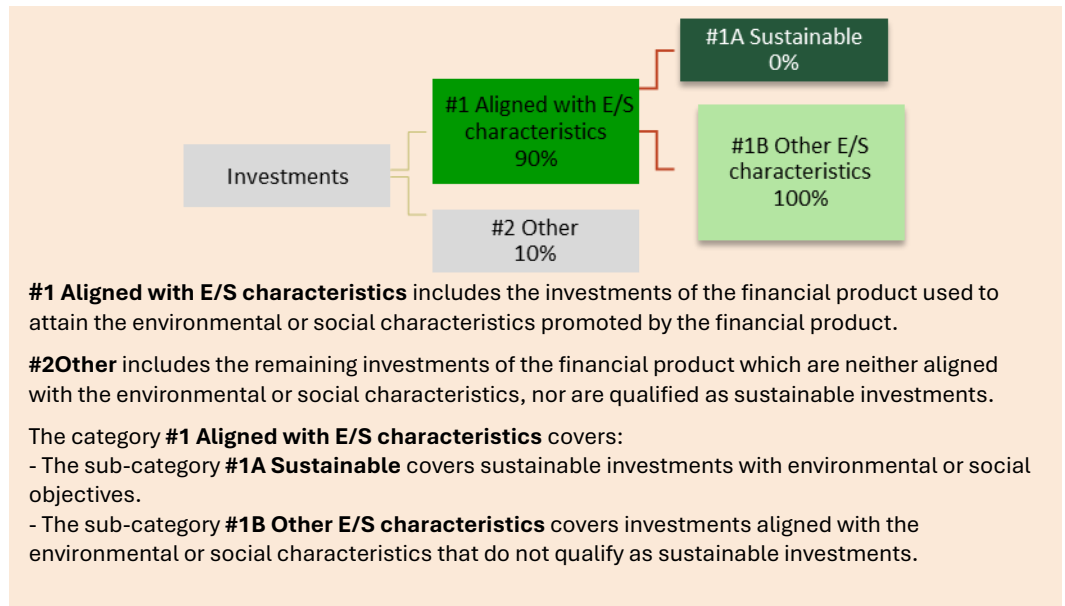 #1A Sustainable
0%
#1 Aligned with E/S
characteristics
90%
#1B Other E/S
characteristics
100%
Investments
#2 Other
10%
#1 Aligned with E/S characteristics includes the investments of the financial product used to
attain the environmental or social characteristics promoted by the financial product.
#2Other includes the remaining investments of the financial product which are neither aligned
with the environmental or social characteristics, nor are qualified as sustainable investments.
The category #1 Aligned with E/S characteristics covers:
- The sub-category #1A Sustainable covers sustainable investments with environmental or social
objectives.
- The sub-category #1B Other E/S characteristics covers investments aligned with the
environmental or social characteristics that do not qualify as sustainable investments.